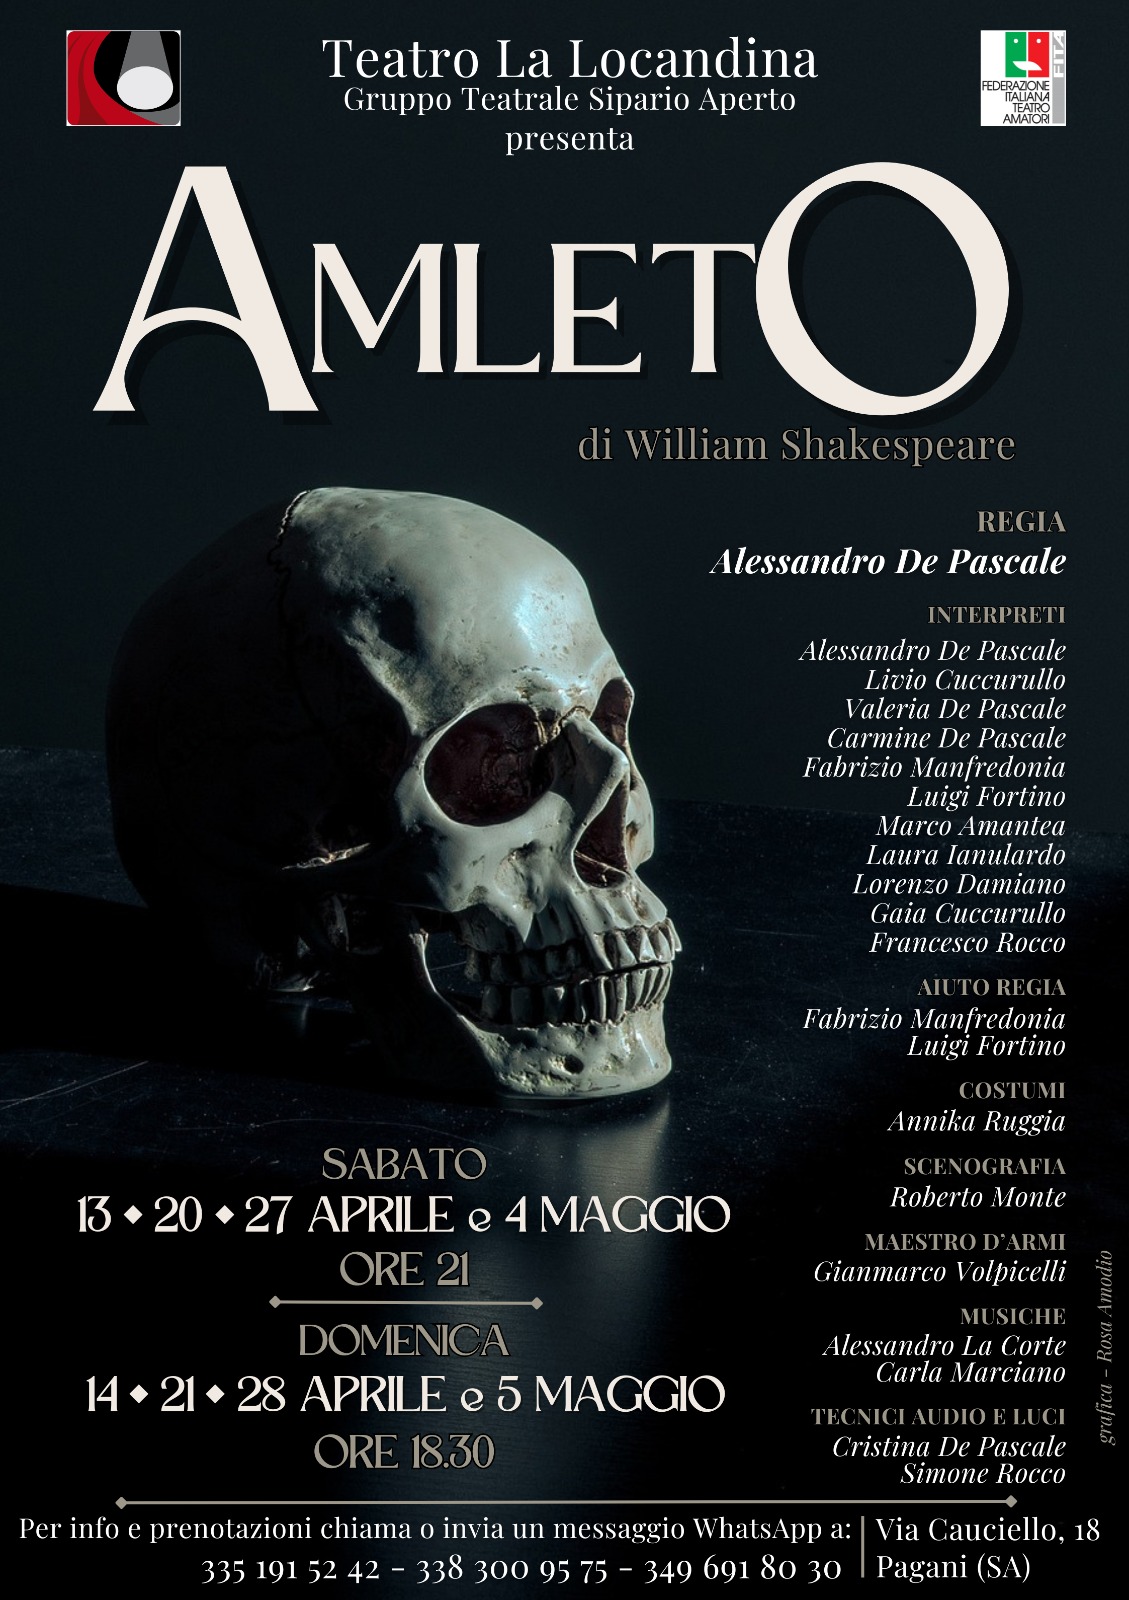 Teatro La Locandina
Gruppo Teatrale Sipario Aperto
presenta
FITA
FEDERAZIONE
ITALIANA
TEATRO
AMATORI
AMLETO
di William Shakespeare
REGIA
Alessandro De Pascale
INTERPRETI
Alessandro De Pascale
Livio Cuccurullo
Valeria De Pascale
Carmine De Pascale
Fabrizio Manfredonia
Luigi Fortino
Marco Amantea
Laura Ianulardo
Lorenzo Damiano
Gaia Cuccurullo
Francesco Rocco
AIUTO REGIA
Fabrizio Manfredonia
Luigi Fortino
COSTUMI
Annika Ruggia
SCENOGRAFIA
Roberto Monte
MAESTRO D'ARMI
Gianmarco Volpicelli
MUSICHE
Alessandro La Corte
Carla Marciano
TECNICI AUDIO E LUCI
Cristina De Pascale
Simone Rocco
grafica - Rosa Amodio
SABATO
13 ◆ 20 ◆ 27 APRILE e 4 MAGGIO
ORE 21
DOMENICA
14 ◆ 21 ◆ 28 APRILE e 5 MAGGIO
ORE 18.30
Per info e prenotazioni chiama o invia un messaggio WhatsApp a:
335 191 52 42 - 338 300 95 75 - 349 691 80 30
Via Cauciello, 18
Pagani (SA)